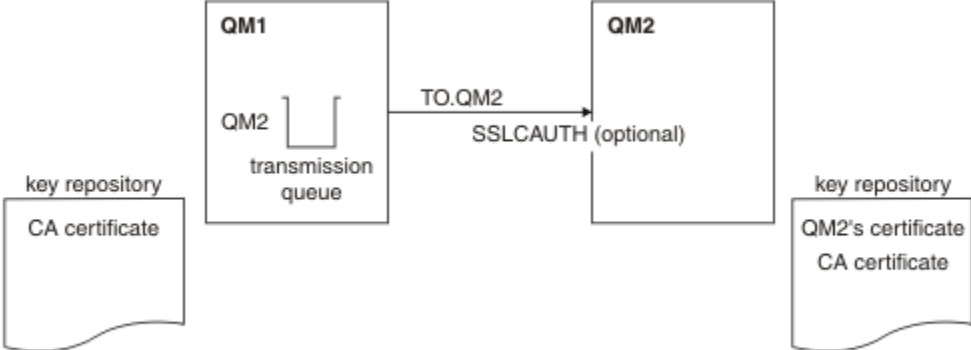 QM1
QM2
TO.QM2
QM2
SSLCAUTH (optional)
transmission
queue
key repository
CA certificate
key repository
QM2's certificate
CA certificate